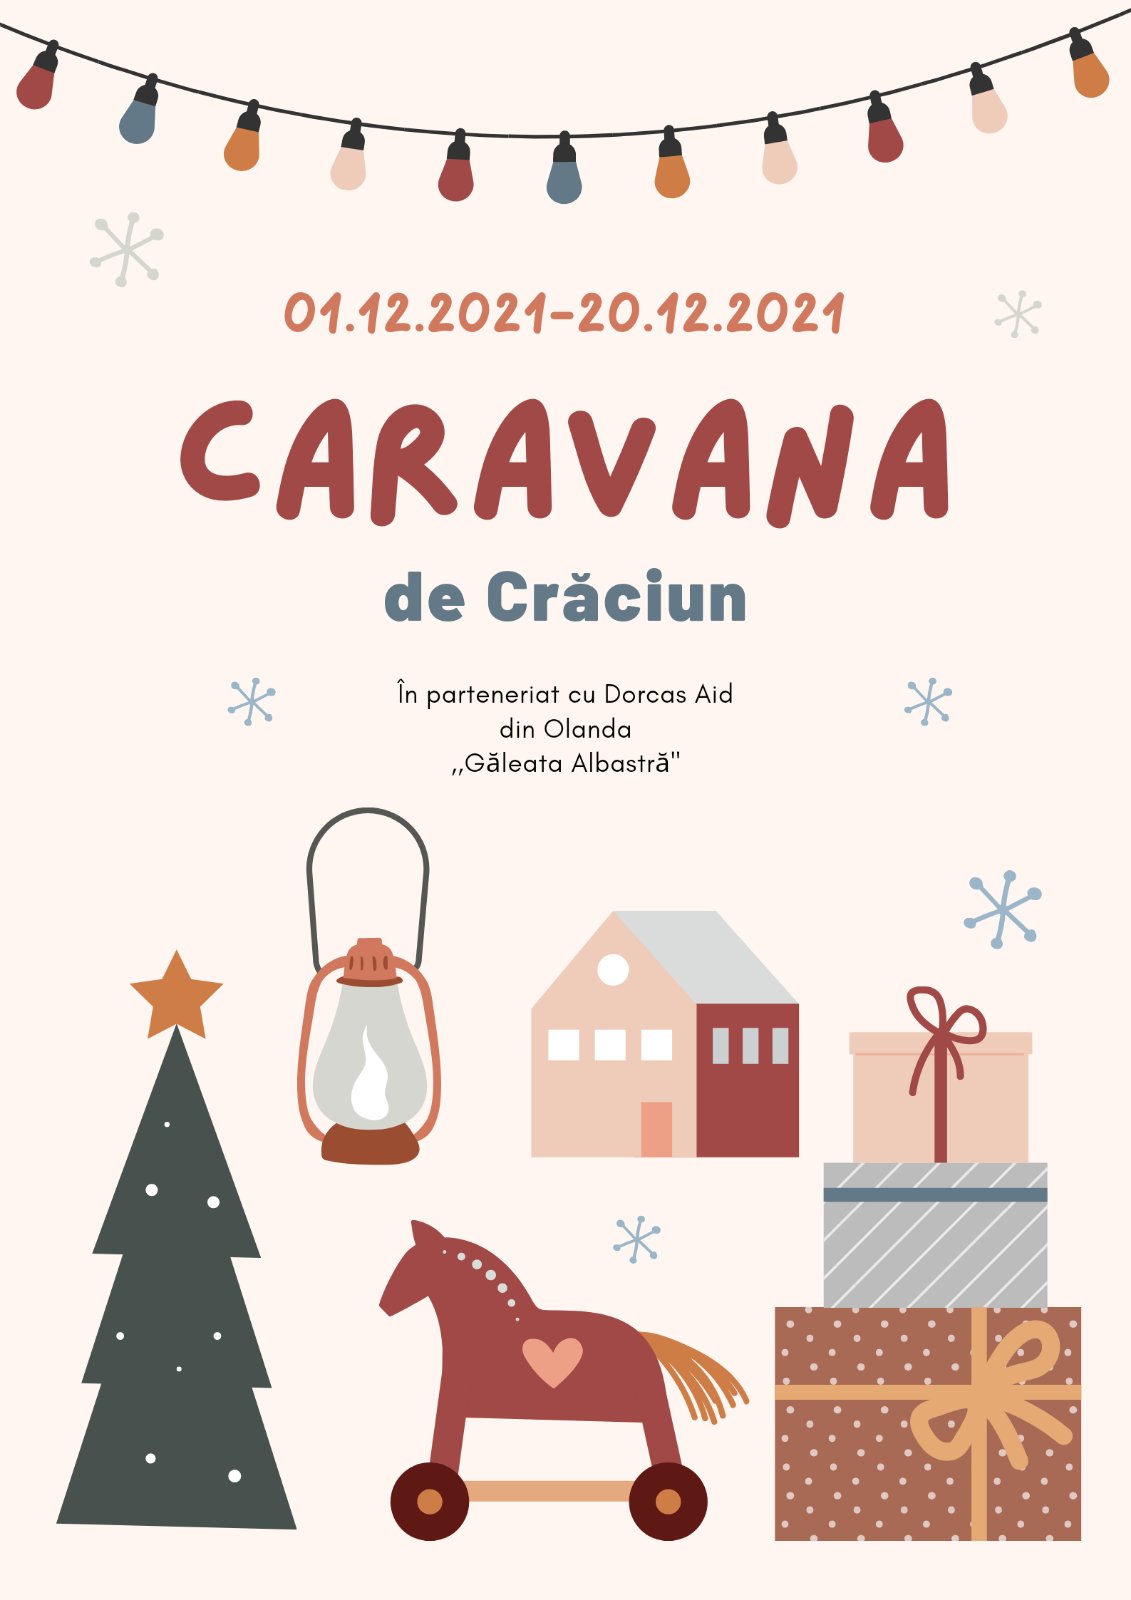 01.12.2021-20.12.2021
CARAVANA
de Crăciun
În parteneriat cu Dorcas Aid
din Olanda
,,Găleata Albastră"